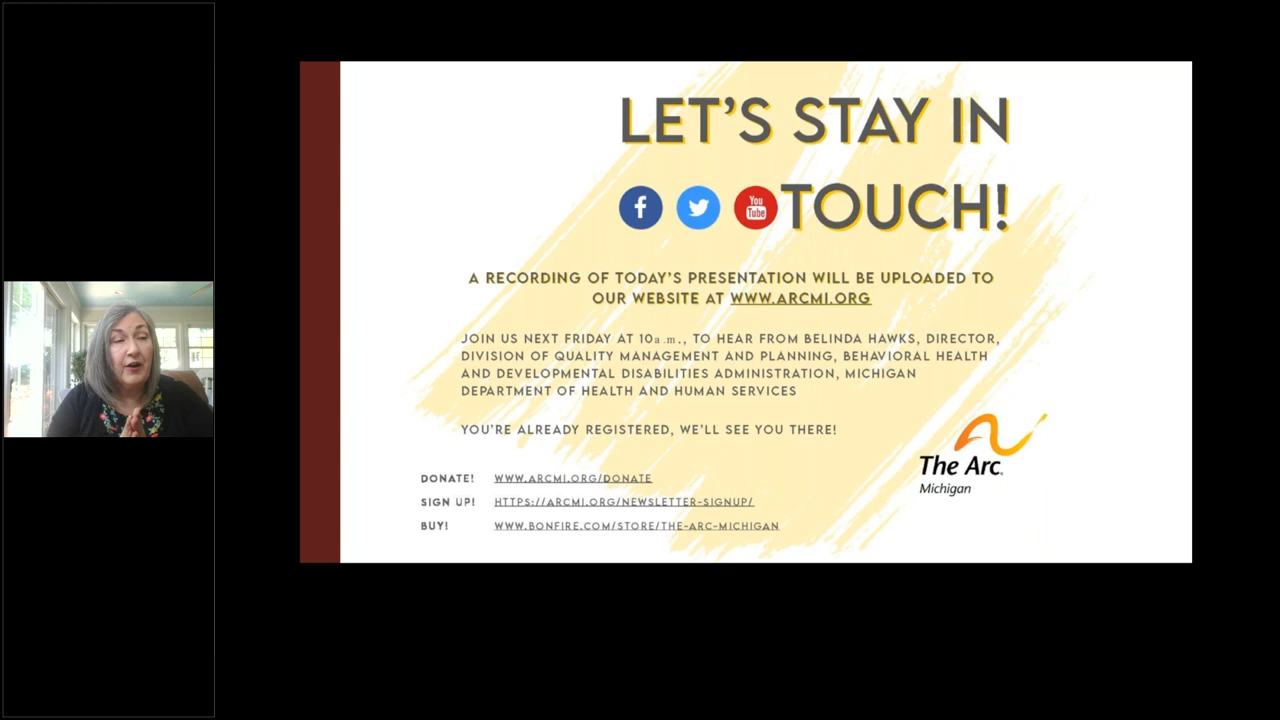 LET'S STAY IN
TOUCH!
f
You
Tube
A RECORDING OF TODAY'S PRESENTATION WILL BE UPLOADED TO
OUR WEBSITE AT WWW.ARCMI.ORG
JOIN US NEXT FRIDAY AT 10a.m., TO HEAR FROM BELINDA HAWKS, DIRECTOR,
DIVISION OF QUALITY MANAGEMENT AND PLANNING, BEHAVIORAL HEALTH
AND DEVELOPMENTAL DISABILITIES ADMINISTRATION, MICHIGAN
DEPARTMENT OF HEALTH AND HUMAN SERVICES
YOU'RE ALREADY REGISTERED, WE'LL SEE YOU THERE!
The Arc.
Michigan
DONATE! WWW.ARCMI.ORG/DONATE
SIGN UP! HTTPS://ARCMI.ORG/NEWSLETTER-SIGNUP/
BUY! WWW.BONFIRE.COM/STORE/THE-ARC-MICHIGAN